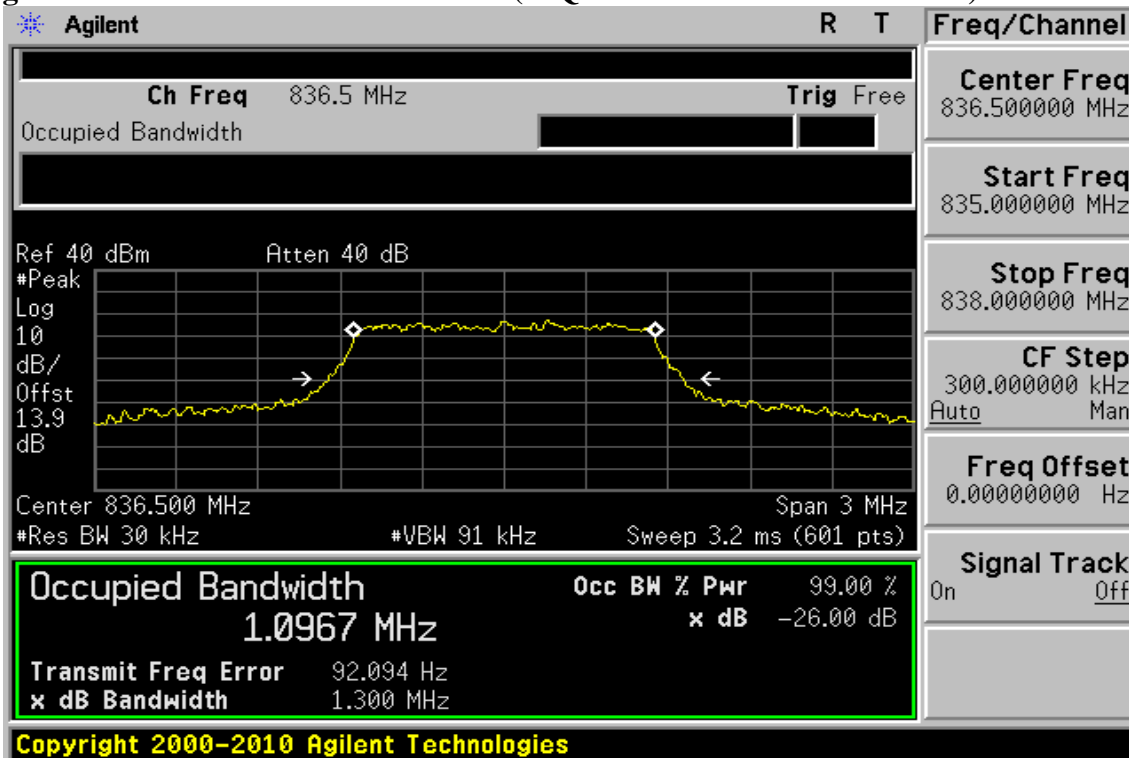 Agilent R T
Freq/Channel
Ch Freq 836.5 MHz Trig Free
Occupied Bandwidth
Center Freq
836.500000 MHz
Start Freq
835.000000 MHz
Stop Freq
838.000000 MHz
CF Step
300.000000 kHz
Auto Man
Freq Offset
0.00000000 Hz
Signal Track
On Off
Ref 40 dBm Atten 40 dB
#Peak
Log
10
dB/
Offst
13.9
dB
Center 836.500 MHz Span 3 MHz
#Res BW 30 kHz #VBW 91 kHz Sweep 3.2 ms (601 pts)
Occupied Bandwidth
1.0967 MHz
Occ BW % Pwr 99.00 %
x dB -26.00 dB
Transmit Freq Error 92.094 Hz
x dB Bandwidth 1.300 MHz
Copyright 2000-2010 Agilent Technologies